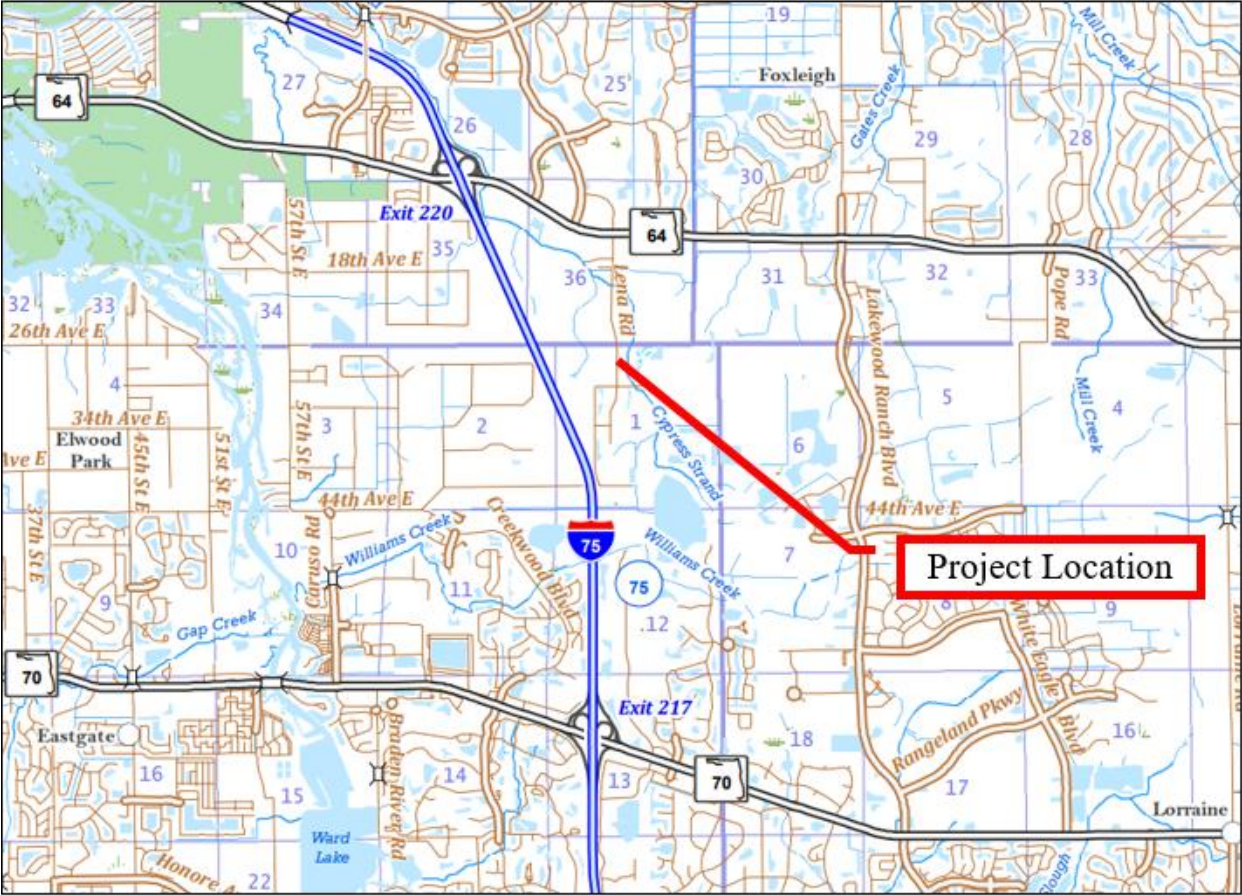 19
Mill Creek
27
25
Foxleigh
64
26
Gates Creek
29
28
30
57th St E
Exit 220
64
18th Ave E
35
36
Lena Rd
31
32
33
Pope Rd
32
33
34
26th Ave E
Lakewood Ranch Blvd
4
3
2
1
5
4
Mill Creek
34th Ave E
Elwood
Park
57th St E
45th St E
51st St E
Cypress Strand
6
Ave E
37th St E
44th Ave E
44th Ave E
Creekwood Blvd
75
10
Caruso Rd
Williams Creek
Williams Creek
7
Project Location
75
9
11
8
9
Gap Creek
12
White Eagle Blvd
70
Exit 217
Rangeland Pkwy
Eastgate
16
Braden River Rd
14
13
70
18
16
15
17
Lorraine
Ward
Lake
Honore A
22
Slough